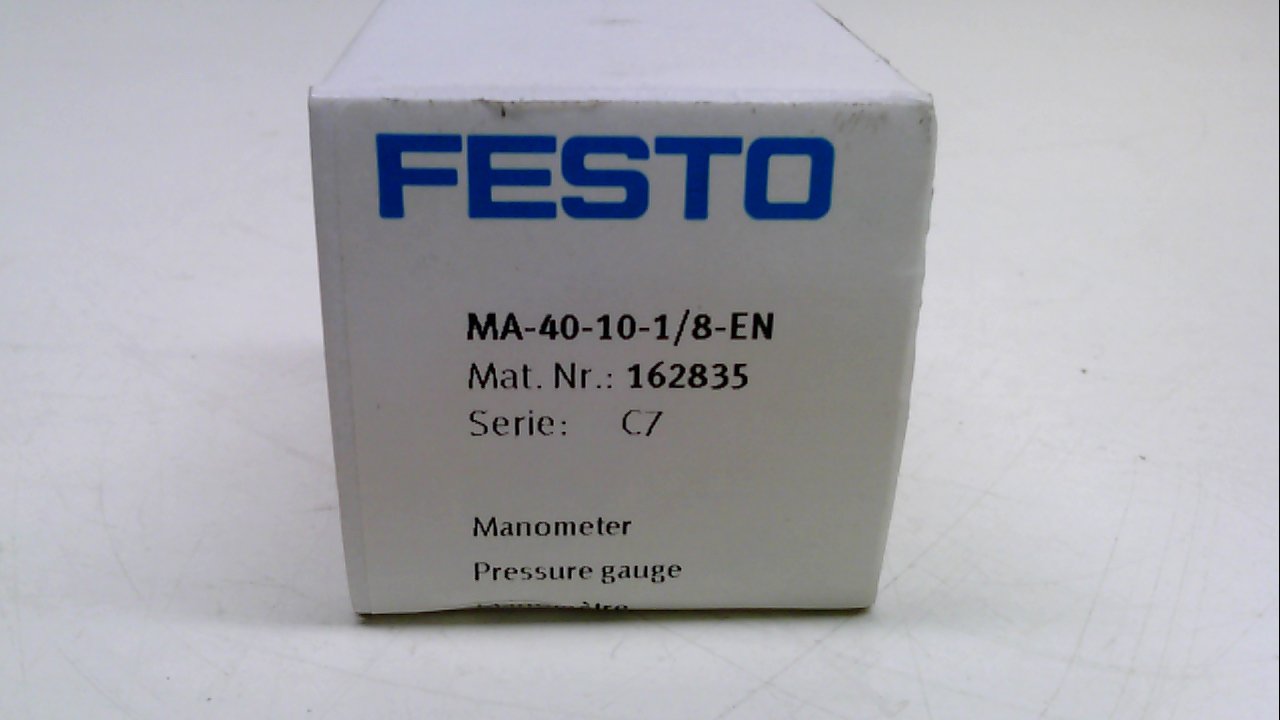 FESTO
MA-40-10-1/8-EN
Mat. Nr.: 162835
Serie: C7
Manometer
Pressure gauge